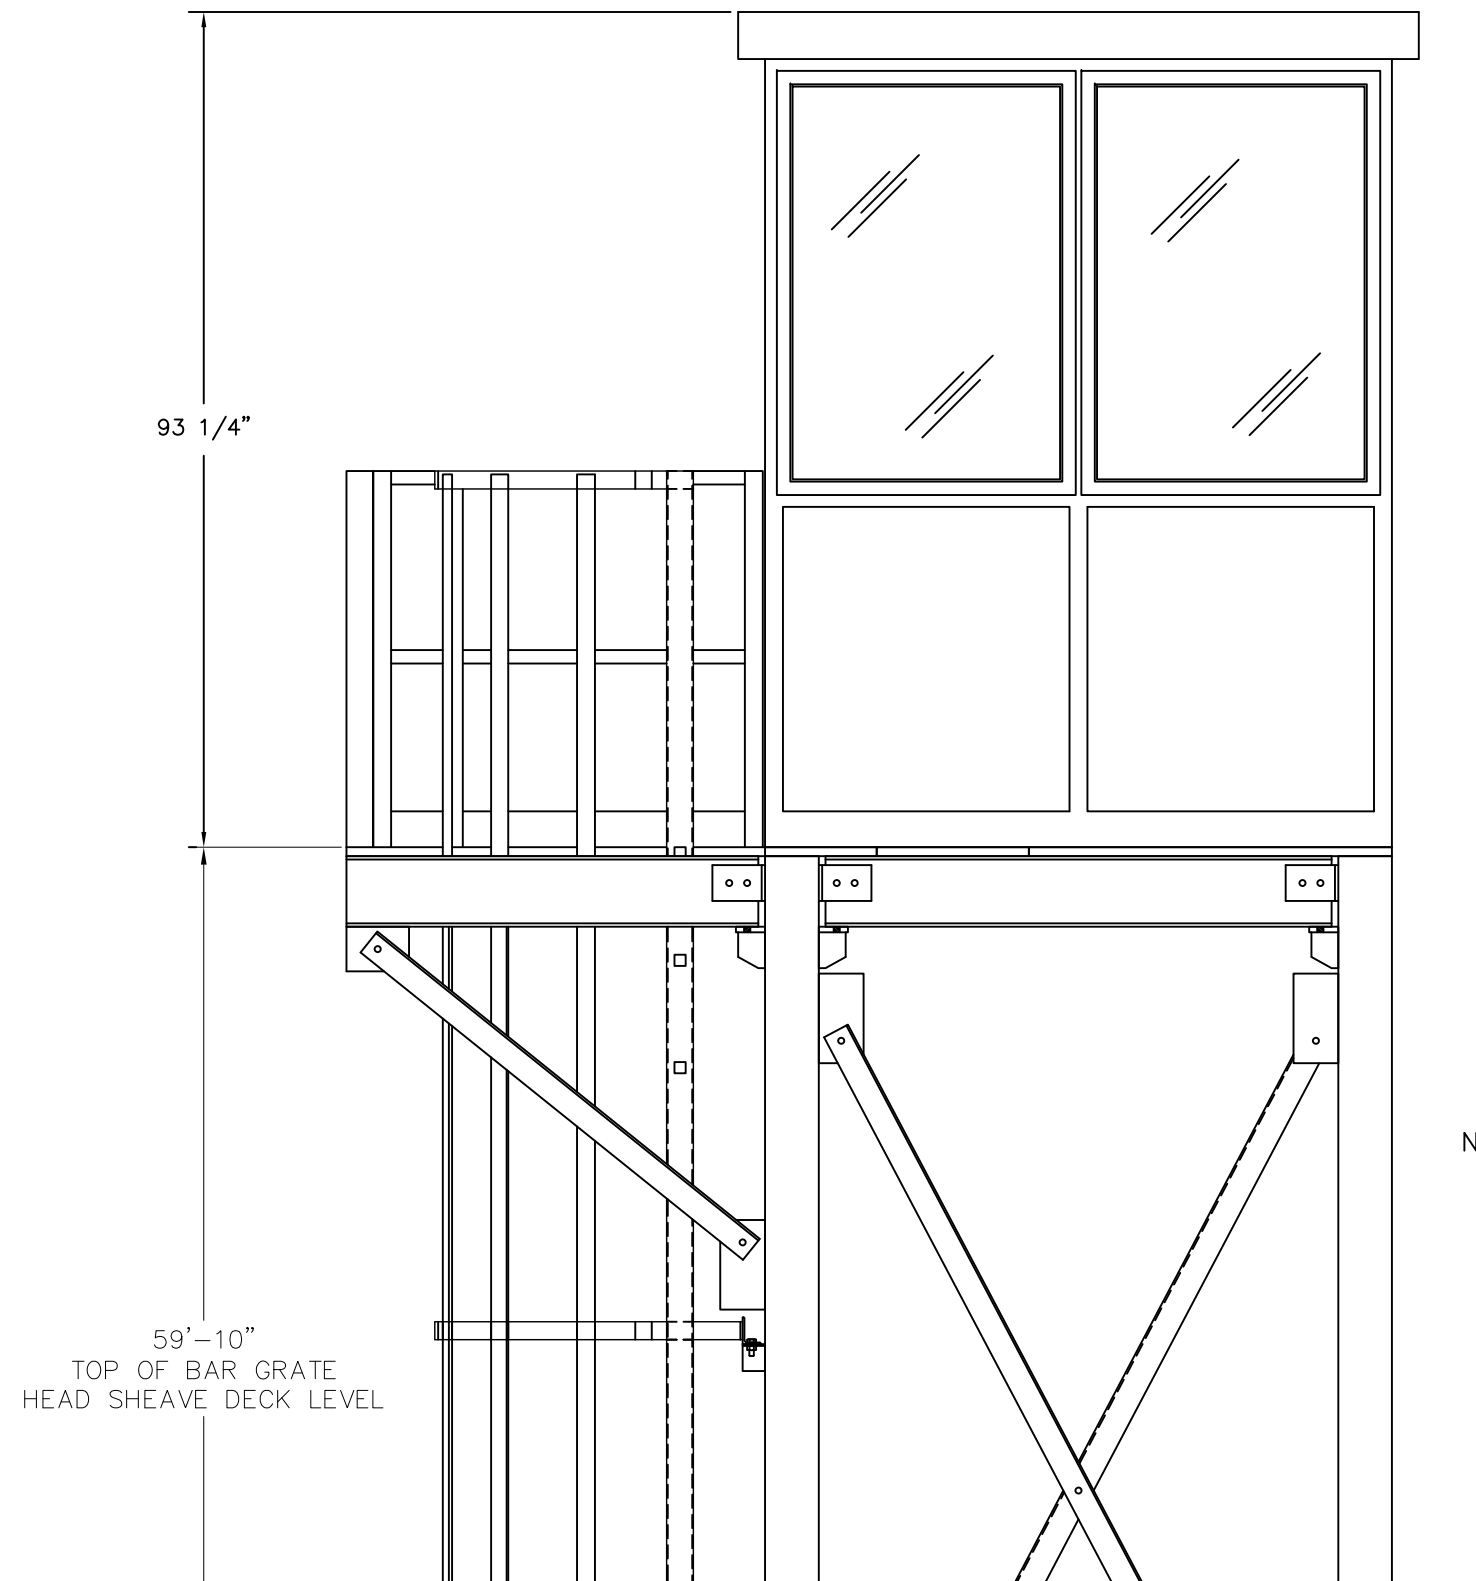 93 1/4"
59'-10"
TOP OF BAR GRATE
HEAD SHEAVE DECK LEVEL
N